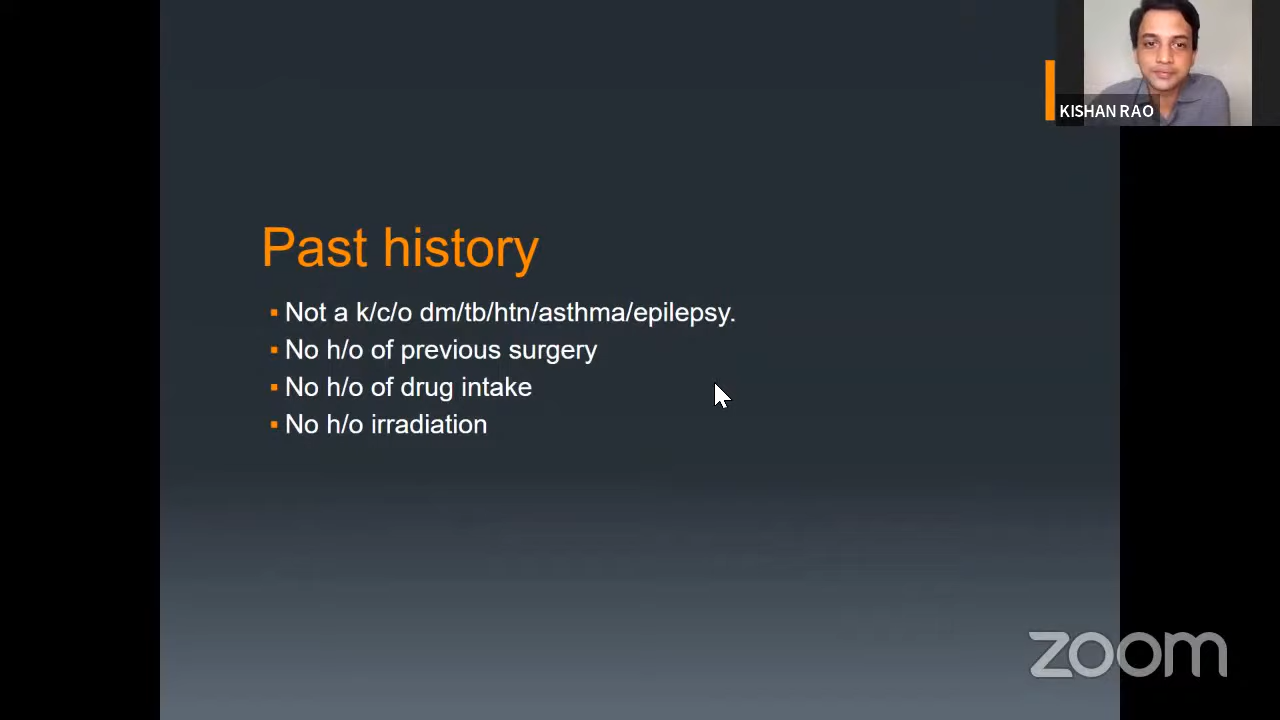 KISHAN RAO
Past history
Not a k/c/o dm/tb/htn/asthma/epilepsy.
No h/o of previous surgery
No h/o of drug intake
No h/o irradiation
zoom